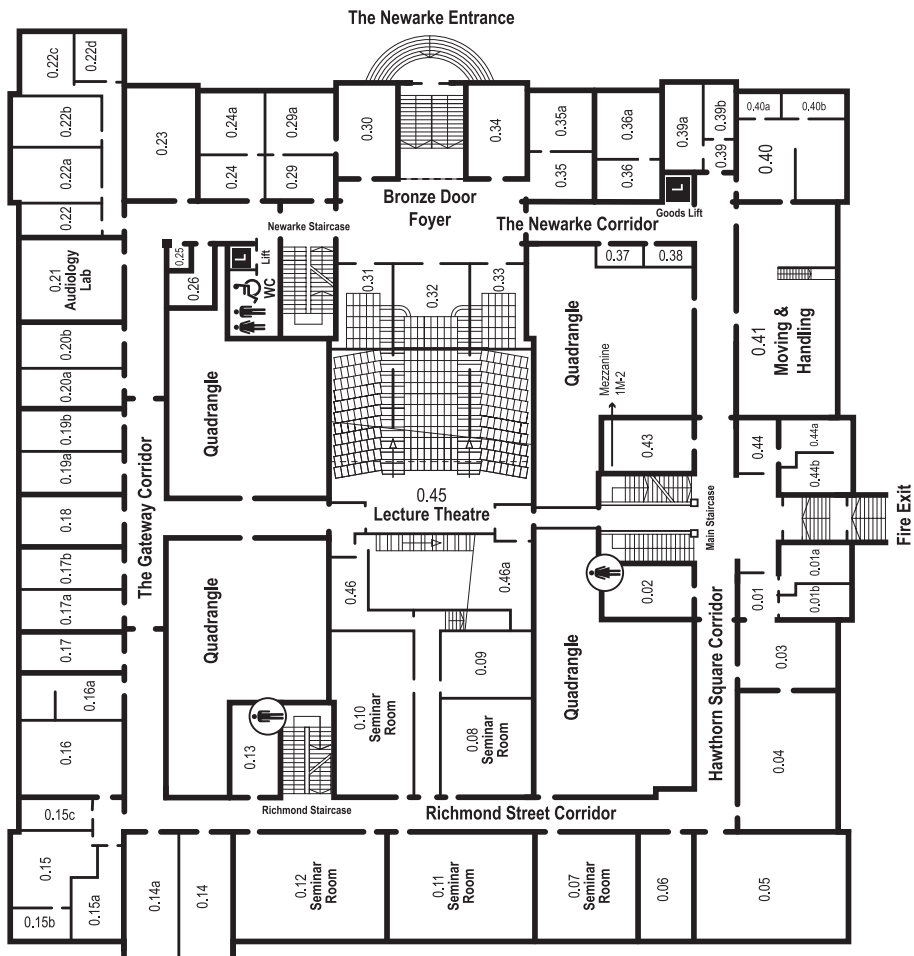 The Newarke Entrance
0.22c
0.22d
0.22b
0.22a
0.22
0.23
0.24a
0.29a
0.24
0.29
0.30
0.34
0.35a
0.36a
0.35
0.36
0.39a
0.39b
0.39
0.40a
0.40b
0.40
L
Goods Lift
Bronze Door
Foyer
The Newarke Corridor
Newarke Staircase
0.21
Audiology
Lab
0.25
0.26
L
Lift
WC
0.31
0.32
0.33
0.37
0.38
0.41
Moving &
Handling
0.20b
0.20a
0.19b
0.19a
0.18
0.17b
0.17a
0.17
0.16a
0.16
The Gateway Corridor
Quadrangle
Quadrangle
Mezzanine
1M-2
0.43
0.44
0.44a
0.44b
0.45
Lecture Theatre
Main Staircase
Fire Exit
0.46
0.46a
0.02
0.01
0.01a
0.01b
Quadrangle
Quadrangle
Hawthorn Square Corridor
0.03
0.04
0.09
0.10
Seminar
Room
0.08
Seminar
Room
0.13
Richmond Staircase
Richmond Street Corridor
0.15c
0.15
0.15b
0.15a
0.14a
0.14
0.12
Seminar
Room
0.11
Seminar
Room
0.07
Seminar
Room
0.06
0.05